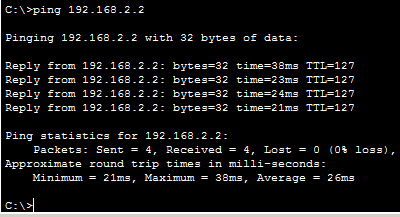 C:\>ping 192.168.2.2
Pinging 192.168.2.2 with 32 bytes of data:
Reply from 192.168.2.2: bytes=32 time=38ms TTL=127
Reply from 192.168.2.2: bytes=32 time=23ms TTL=127
Reply from 192.168.2.2: bytes=32 time=24ms TTL=127
Reply from 192.168.2.2: bytes=32 time=21ms TTL=127
Ping statistics for 192.168.2.2:
    Packets: Sent = 4, Received = 4, Lost = 0 (0% loss),
Approximate round trip times in milli-seconds:
    Minimum = 21ms, Maximum = 38ms, Average = 26ms
C:\>